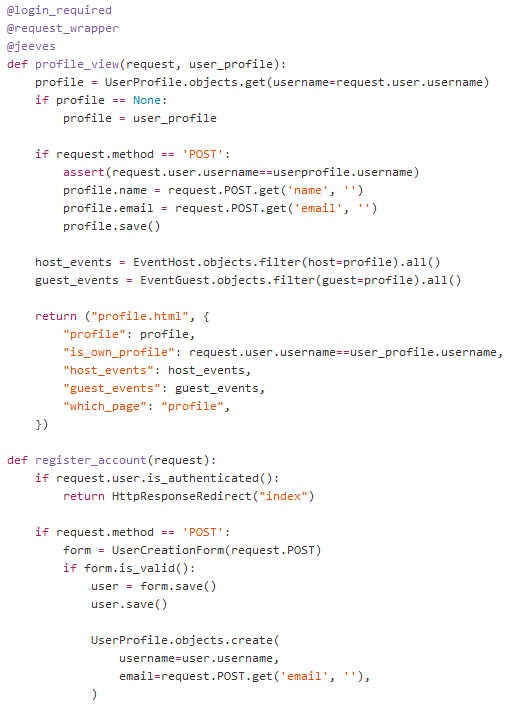 @login_required
@request_wrapper
@jeeves
def profile_view(request, user_profile):
    profile = UserProfile.objects.get(username=request.user.username)
    if profile == None:
        profile = user_profile

    if request.method == 'POST':
        assert(request.user.username==userprofile.username)
        profile.name = request.POST.get('name', '')
        profile.email = request.POST.get('email', '')
        profile.save()

    host_events = EventHost.objects.filter(host=profile).all()
    guest_events = EventGuest.objects.filter(guest=profile).all()

    return ("profile.html", {
        "profile": profile,
        "is_own_profile": request.user.username==user_profile.username,
        "host_events": host_events,
        "guest_events": guest_events,
        "which_page": "profile",
    })

def register_account(request):
    if request.user.is_authenticated():
        return HttpResponseRedirect("index")

    if request.method == 'POST':
        form = UserCreationForm(request.POST)
        if form.is_valid():
            user = form.save()
            user.save()

            UserProfile.objects.create(
                username=user.username,
                email=request.POST.get('email', ''),
            )